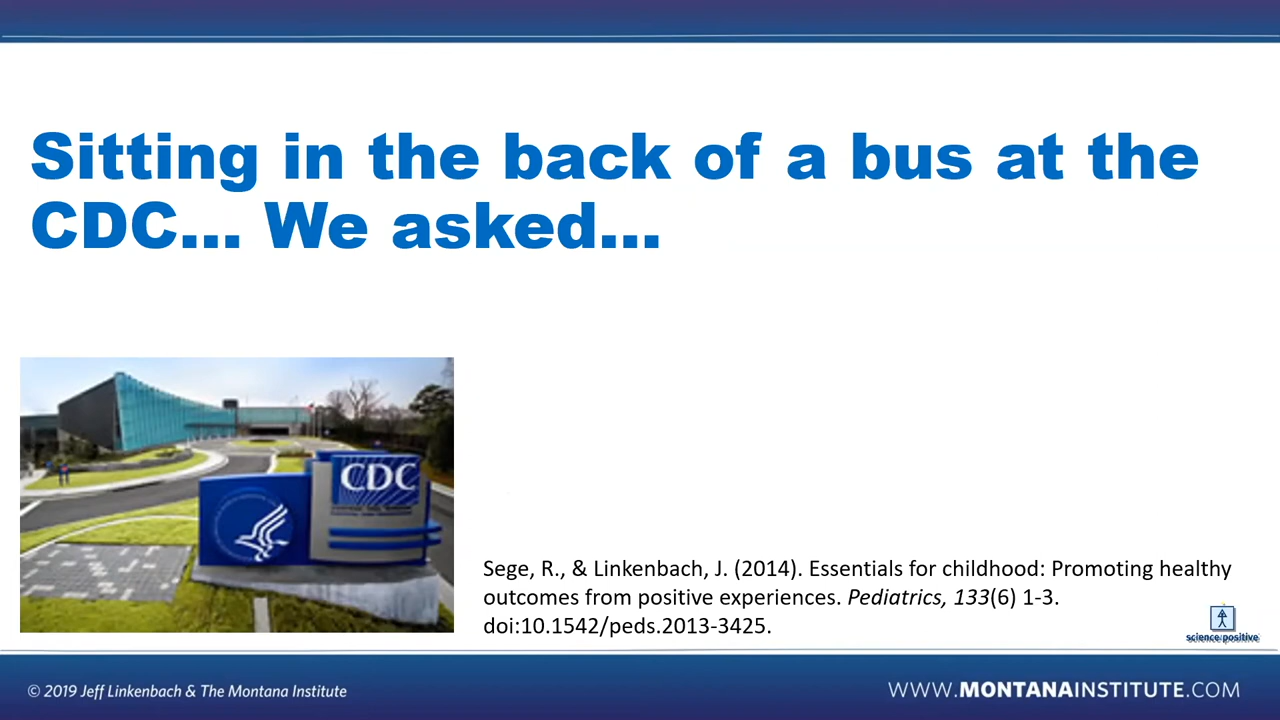 Sitting in the back of a bus at the
CDC... We asked...
CDC
Sege, R., & Linkenbach, J. (2014). Essentials for childhood: Promoting healthy
outcomes from positive experiences. Pediatrics, 133(6) 1-3.
doi:10.1542/peds.2013-3425.
science/positive
© 2019 Jeff Linkenbach & The Montana Institute
WWW.MONTANAINSTITUTE.COM